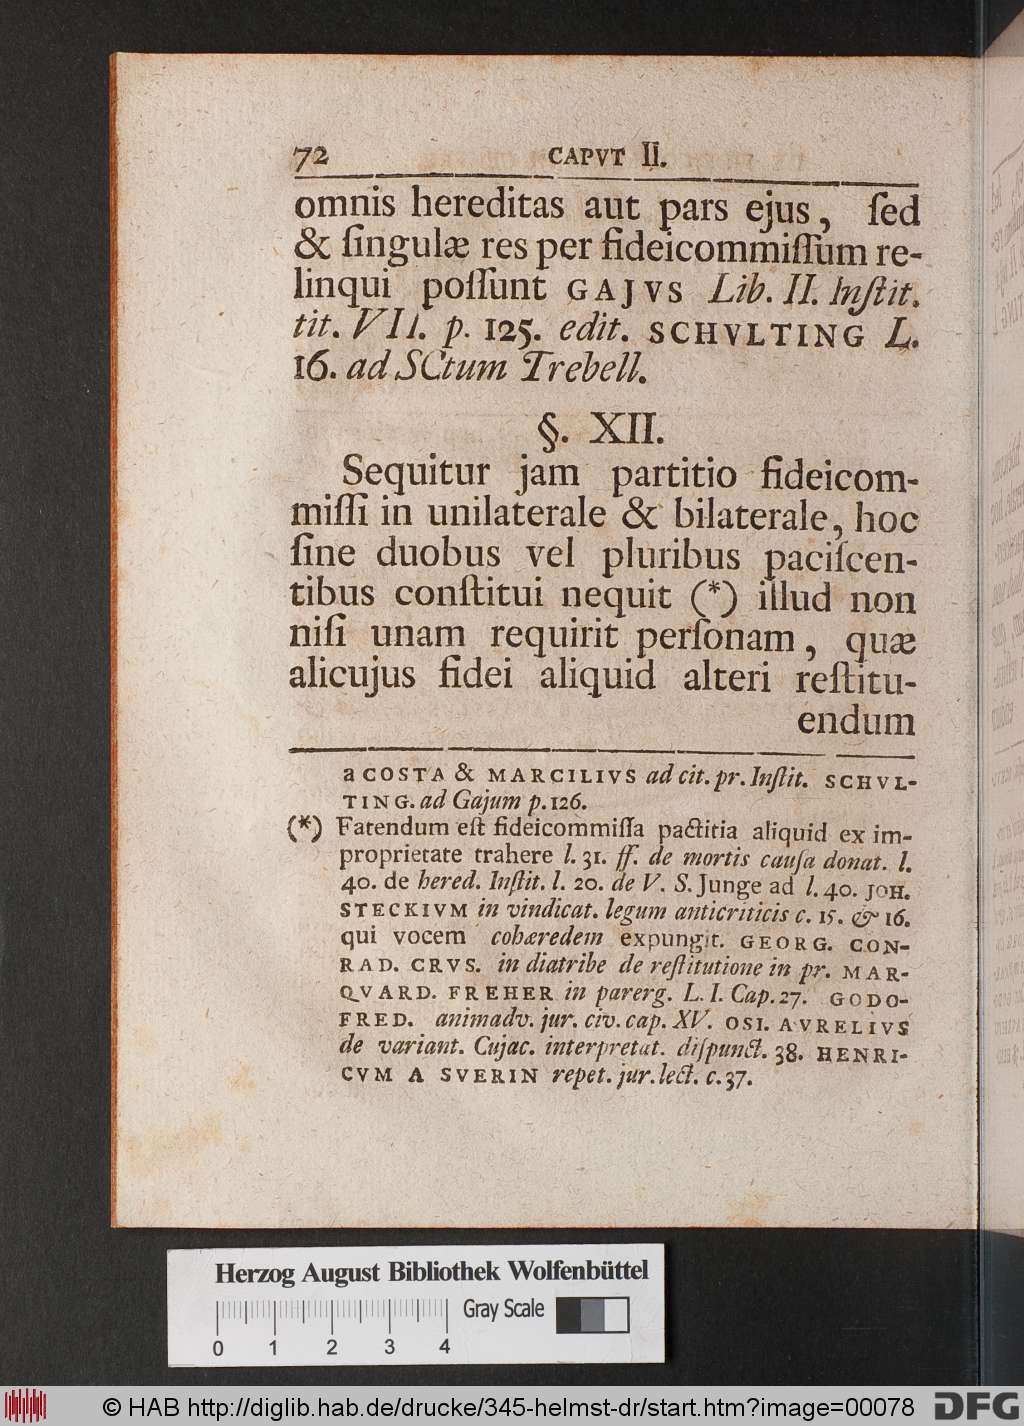 72 CAPVT II.
omnis hereditas aut pars ejus, ſed
& ſingulæ res per fideicommiſſum re-
linqui poſſunt GAJVS Lib. II. Inſtit.
tit. VII. p. 125. edit. SCHVLTING L.
16. ad SCtum Trebell.
§. XII.
Sequitur jam partitio fideicom-
miſſi in unilaterale & bilaterale, hoc
ſine duobus vel pluribus paciſcen-
tibus conſtitui nequit (*) illud non
niſi unam requirit perſonam, quæ
alicujus fidei aliquid alteri reſtitu-
endum
a COSTA & MARCILIVS ad cit. pr. Inſtit. SCHVL-
TING. ad Gajum p. 126.
(*) Fatendum eſt fideicommiſſa pactitia aliquid ex im-
proprietate trahere l. 31. ff. de mortis cauſa donat. l.
40. de hered. Inſtit. l. 20. de V. S. Junge ad l. 40. JOH.
STECKIVM in vindicat. legum anticriticis c. 15. & 16.
qui vocem cohæredem expungit. GEORG. CON-
RAD. CRVS. in diatribe de reſtitutione in pr. MAR-
QVARD. FREHER in parerg. L. I. Cap. 27. GODO-
FRED. animadv. jur. civ. cap. XV. OSI. AVRELIVS
de variant. Cujac. interpretat. diſpunct. 38. HENRI-
CVM A SVERIN repet. jur. lect. c. 37.
Herzog August Bibliothek Wolfenbüttel
Gray Scale
0 1 2 3 4
© HAB http://diglib.hab.de/drucke/345-helmst-dr/start.htm?image=00078 DFG